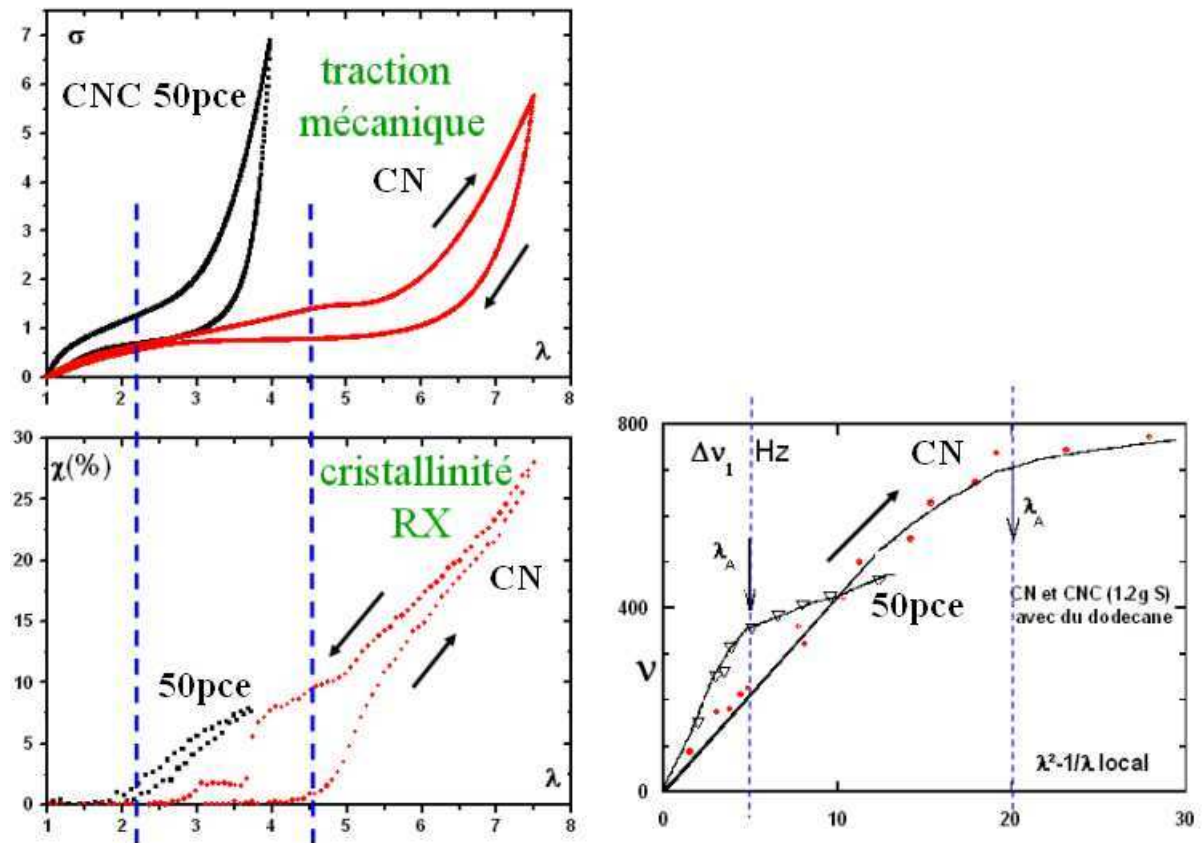 7
6
5
4
3
2
1
0
σ
CNC 50pce
traction
mécanique
CN
λ
1 2 3 4 5 6 7 8
30
25
20
15
10
5
0
χ(%)
cristallinité
RX
CN
50pce
λ
1 2 3 4 5 6 7 8
800
400
0
ν
Δν₁ Hz
CN
λA
λA
50pce
CN et CNC (1.2g S)
avec du dodecane
λ²-1/λ local
0 10 20 30